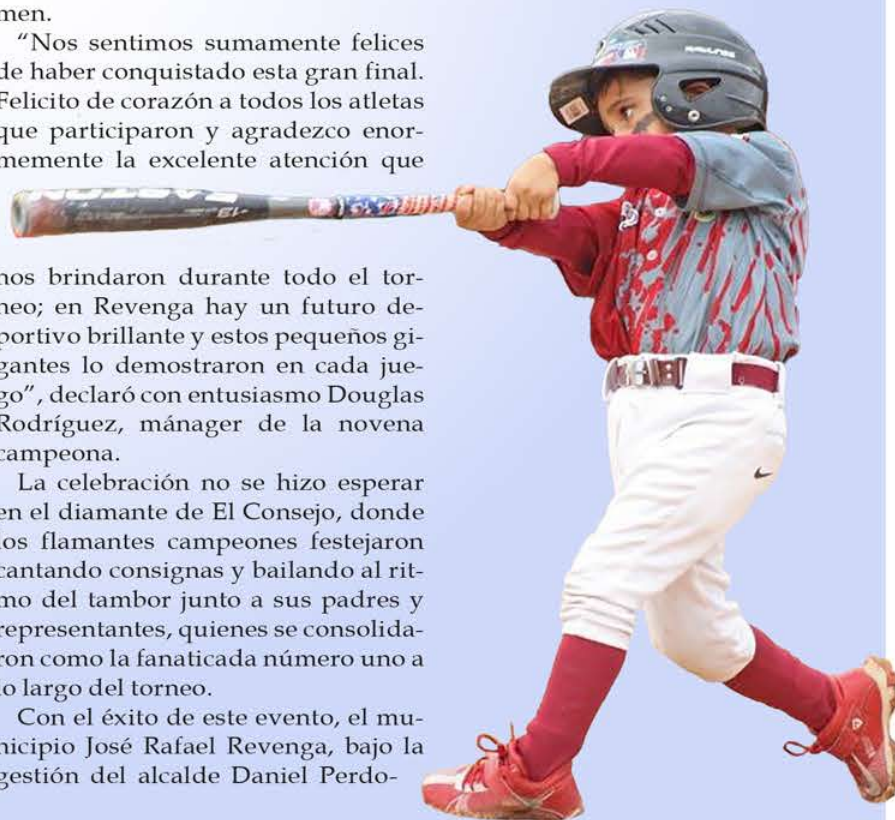 men.
“Nos sentimos sumamente felices
de haber conquistado esta gran final.
Felicito de corazón a todos los atletas
que participaron y agradezco enor-
memente la excelente atención que
nos brindaron durante todo el tor-
neo; en Revenga hay un futuro de-
portivo brillante y estos pequeños gi-
gantes lo demostraron en cada jue-
go”, declaró con entusiasmo Douglas
Rodríguez, mánager de la novena
campeona.
La celebración no se hizo esperar
en el diamante de El Consejo, donde
los flamantes campeones festejaron
cantando consignas y bailando al rit-
mo del tambor junto a sus padres y
representantes, quienes se consolida-
ron como la fanaticada número uno a
lo largo del torneo.
Con el éxito de este evento, el mu-
nicipio José Rafael Revenga, bajo la
gestión del alcalde Daniel Perdo-